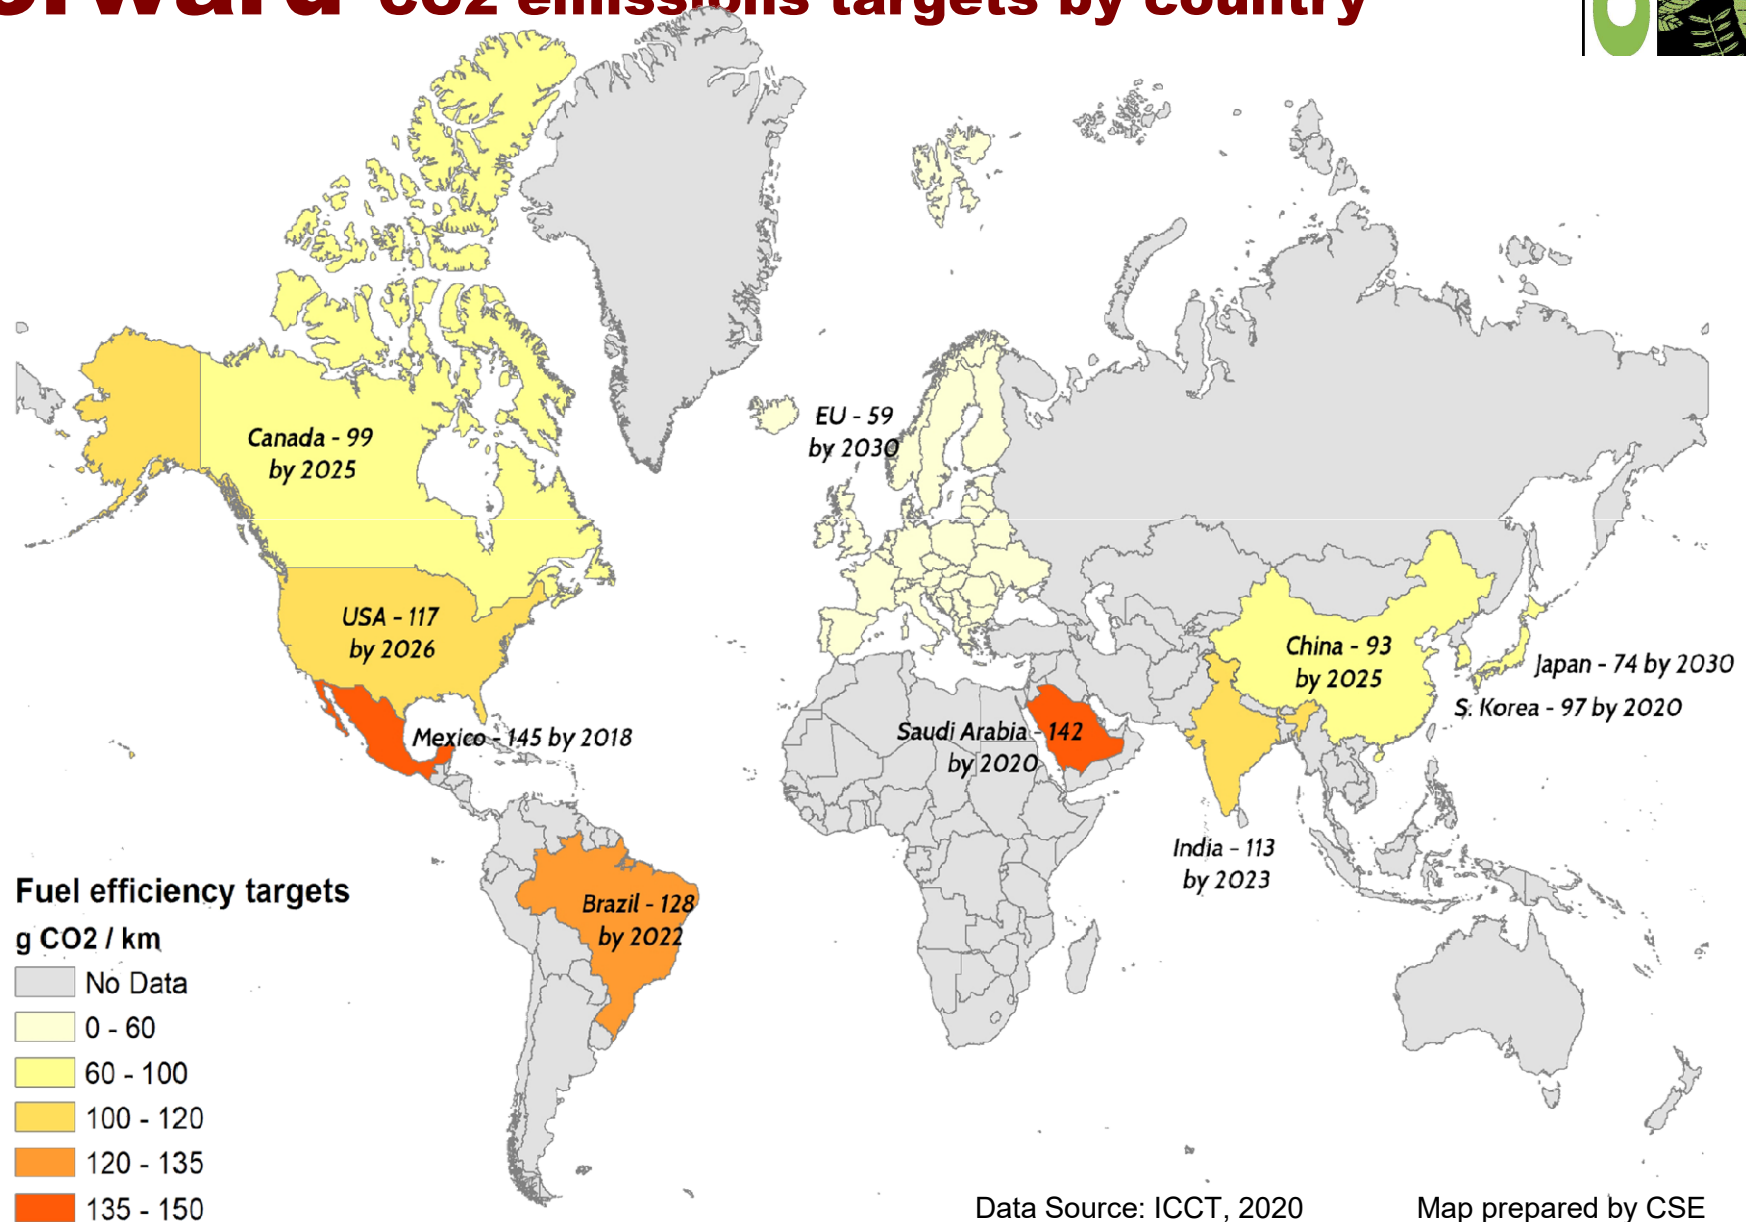 orward CO2 emissions targets by country
Canada - 99
by 2025
EU - 59
by 2030
USA - 117
by 2026
China - 93
by 2025
Japan - 74 by 2030
S. Korea - 97 by 2020
Mexico - 145 by 2018
Saudi Arabia - 142
by 2020
India - 113
by 2023
Brazil - 128
by 2022
Fuel efficiency targets
g CO2 / km
No Data
0 - 60
60 - 100
100 - 120
120 - 135
135 - 150
Data Source: ICCT, 2020
Map prepared by CSE